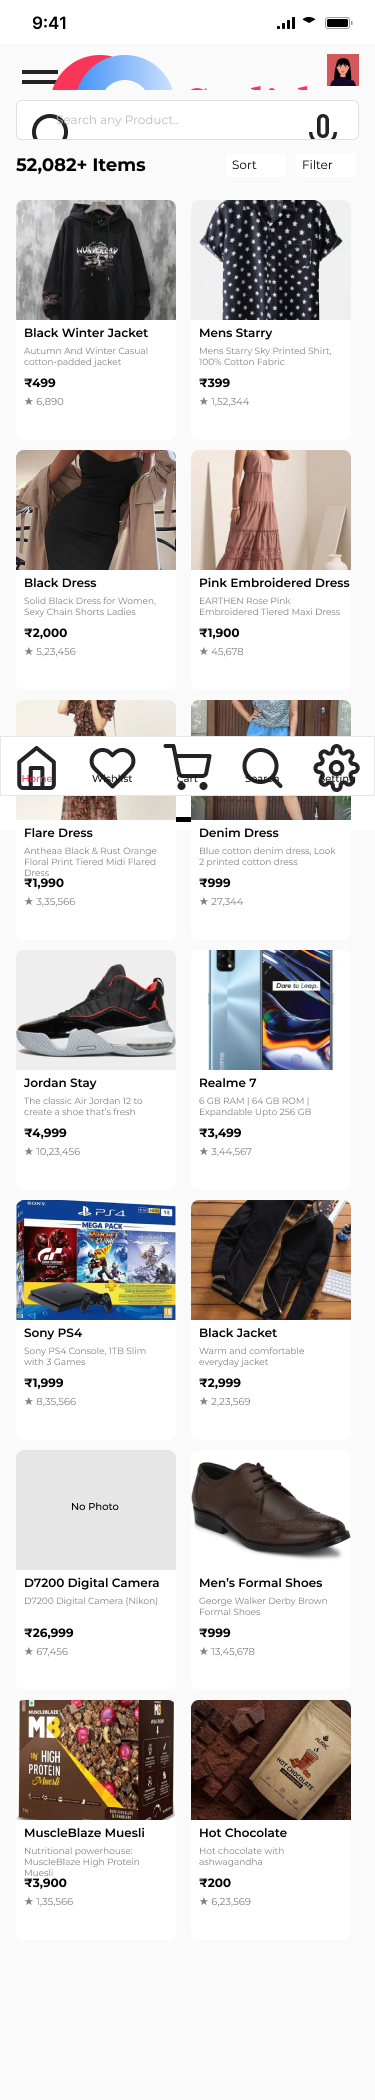 9:41
Search any Product..
52,082+ Items
Sort
Filter
Black Winter Jacket
Autumn And Winter Casual
cotton-padded jacket
₹499
★ 6,890
Mens Starry
Mens Starry Sky Printed Shirt,
100% Cotton Fabric
₹399
★ 1,52,344
Black Dress
Solid Black Dress for Women,
Sexy Chain Shorts Ladies
₹2,000
★ 5,23,456
Pink Embroidered Dress
EARTHEN Rose Pink
Embroidered Tiered Maxi Dress
₹1,900
★ 45,678
Home
Wishlist
Cart
Search
Setting
Flare Dress
Antheaa Black & Rust Orange
Floral Print Tiered Midi Flared
Dress
₹1,990
★ 3,35,566
Denim Dress
Blue cotton denim dress, Look
2 printed cotton dress
₹999
★ 27,344
Jordan Stay
The classic Air Jordan 12 to
create a shoe that's fresh
₹4,999
★ 10,23,456
Dare to Leap.
realme
Realme 7
6 GB RAM | 64 GB ROM |
Expandable Upto 256 GB
₹3,499
★ 3,44,567
SONY
PS4
MEGA PACK
Sony PS4
Sony PS4 Console, 1TB Slim
with 3 Games
₹1,999
★ 8,35,566
Black Jacket
Warm and comfortable
everyday jacket
₹2,999
★ 2,23,569
No Photo
D7200 Digital Camera
D7200 Digital Camera (Nikon)
₹26,999
★ 67,456
Men’s Formal Shoes
George Walker Derby Brown
Formal Shoes
₹999
★ 13,45,678
MUSCLEBLAZE
MB
HIGH
PROTEIN
Muesli
MuscleBlaze Muesli
Nutritional powerhouse:
MuscleBlaze High Protein
Muesli
₹3,900
★ 1,35,566
AURIC
HOT CHOCOLATE
Hot Chocolate
Hot chocolate with
ashwagandha
₹200
★ 6,23,569